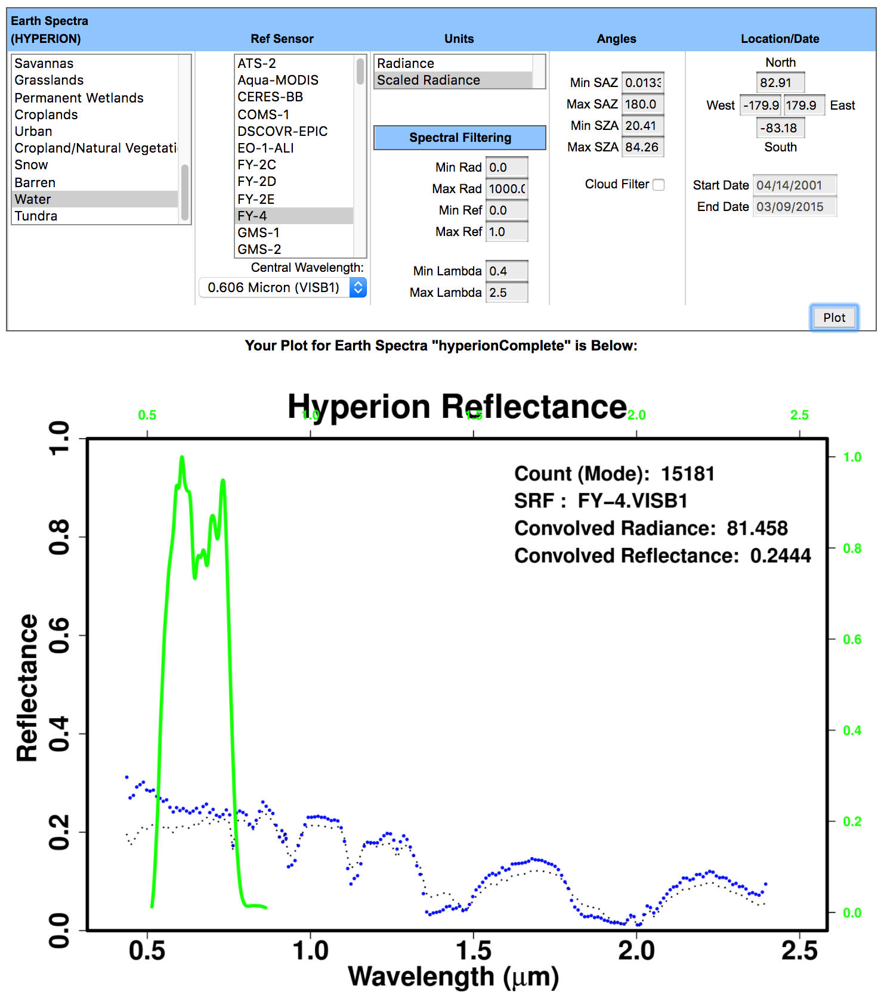 Earth Spectra
(HYPERION)
Ref Sensor
Units
Angles
Location/Date
Savannas
Grasslands
Permanent Wetlands
Croplands
Urban
Cropland/Natural Vegetati
Snow
Barren
Water
Tundra
ATS-2
Aqua-MODIS
CERES-BB
COMS-1
DSCOVR-EPIC
EO-1-ALI
FY-2C
FY-2D
FY-2E
FY-4
GMS-1
GMS-2
Central Wavelength:
0.606 Micron (VISB1)
Radiance
Scaled Radiance
Spectral Filtering
Min Rad 0.0
Max Rad 1000.0
Min Ref 0.0
Max Ref 1.0
Min Lambda 0.4
Max Lambda 2.5
Min SAZ 0.0133
Max SAZ 180.0
Min SZA 20.41
Max SZA 84.26
Cloud Filter
North
82.91
West -179.9 179.9 East
-83.18
South
Start Date 04/14/2001
End Date 03/09/2015
Plot
Your Plot for Earth Spectra "hyperionComplete" is Below:
Hyperion Reflectance
0.5 1.0 1.5 2.0 2.5
Count (Mode): 15181
SRF : FY−4.VISB1
Convolved Radiance: 81.458
Convolved Reflectance: 0.2444
Reflectance
1.0
0.8
0.6
0.4
0.2
0.0
1.0
0.8
0.6
0.4
0.2
0.0
0.5 1.0 1.5 2.0 2.5
Wavelength (μm)